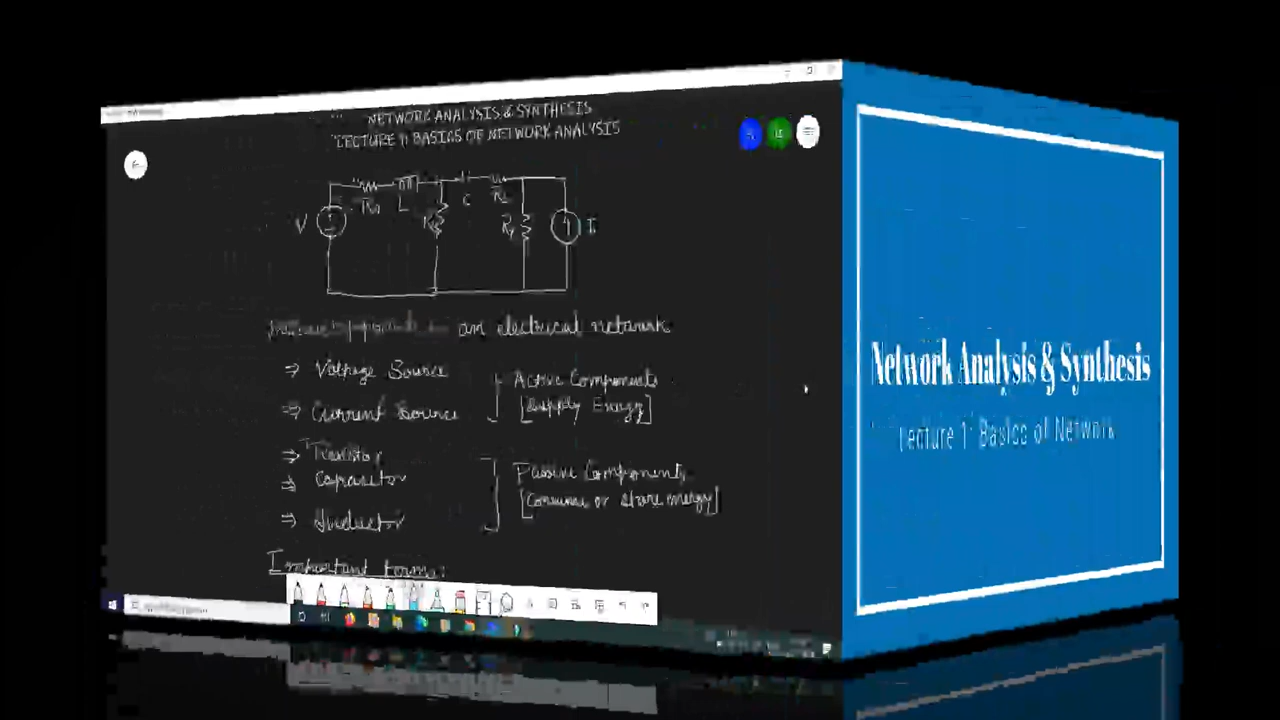 NETWORK ANALYSIS & SYNTHESIS
LECTURE 1: BASICS OF NETWORK ANALYSIS
V
L
C
I
an electrical network
⇒ Voltage Source
⇒ Current Source
Active Components
[Supply Energy]
⇒ Resistor
⇒ Capacitor
⇒ Inductor
Passive Components
[Consume or store energy]
Important terms:
Network Analysis & Synthesis
Lecture 1: Basics of Network